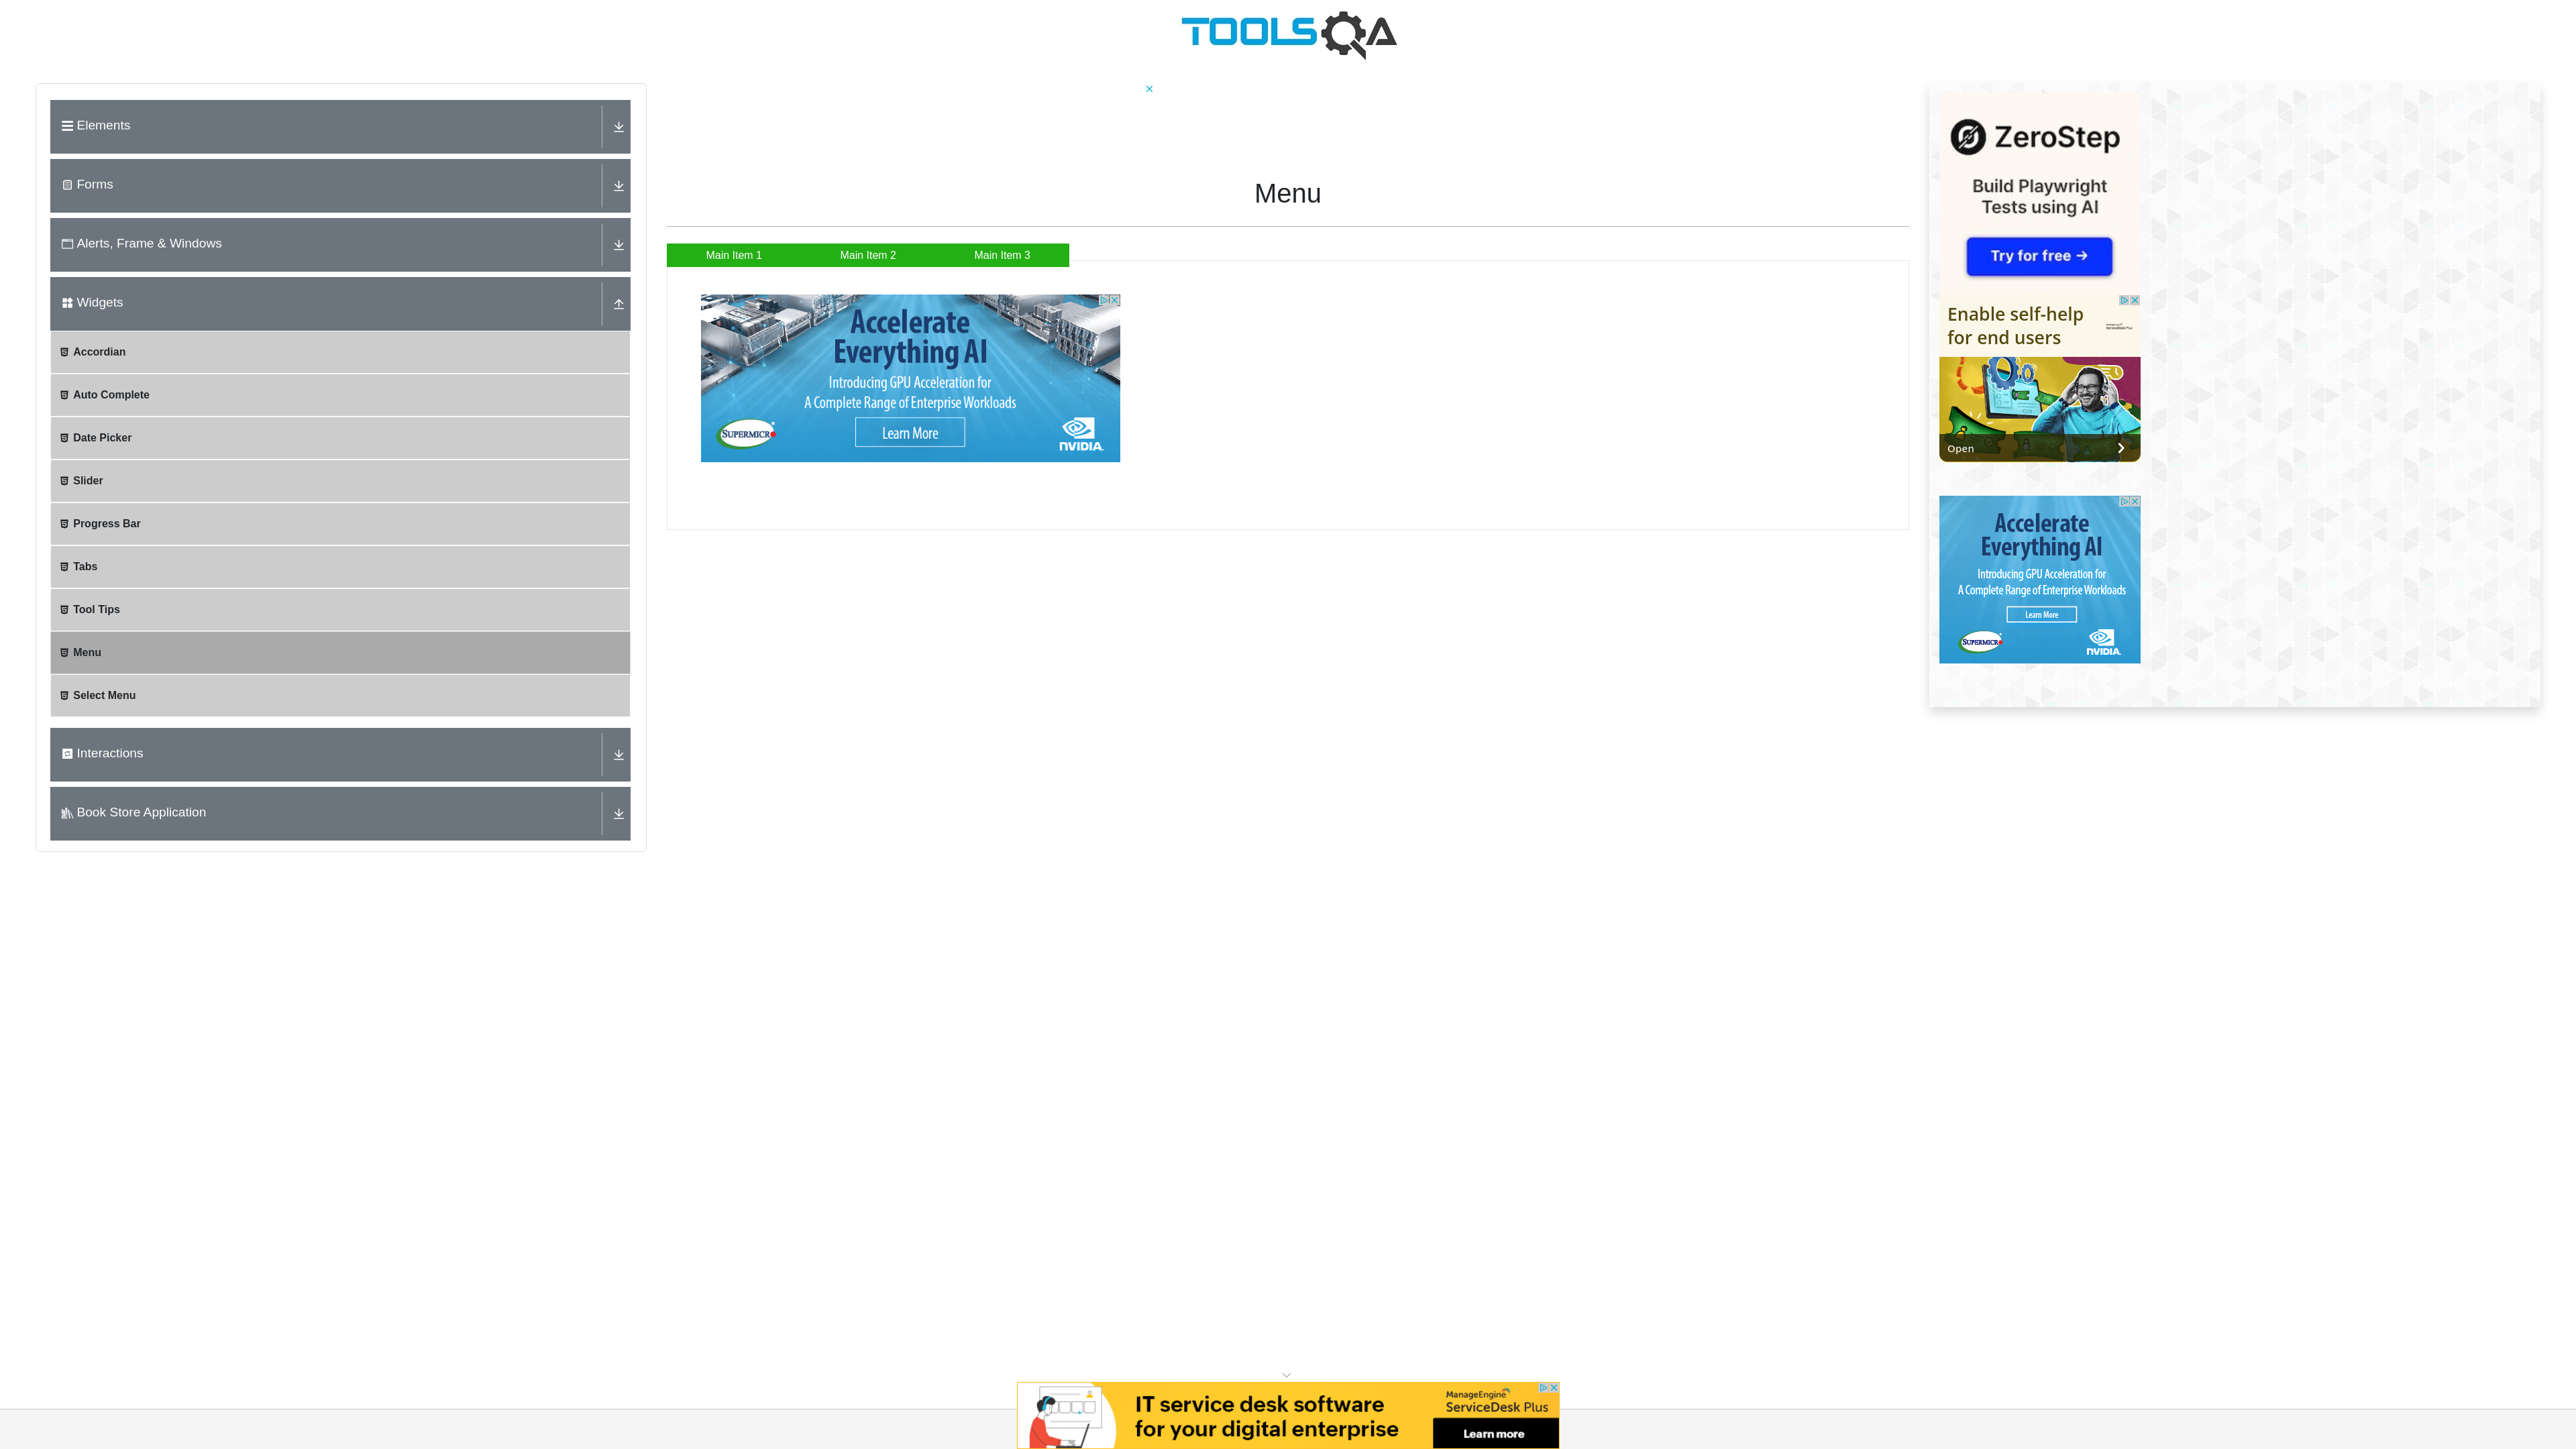 TOOLSQA
Elements
Forms
Alerts, Frame & Windows
Widgets
Accordian
Auto Complete
Date Picker
Slider
Progress Bar
Tabs
Tool Tips
Menu
Select Menu
Interactions
Book Store Application
Menu
Main Item 1
Main Item 2
Main Item 3
Accelerate
Everything AI
Introducing GPU Acceleration for
A Complete Range of Enterprise Workloads
Learn More
SUPERMICRO
NVIDIA.
ZeroStep
Build Playwright
Tests using AI
Try for free →
Enable self-help
for end users
Open
Accelerate
Everything AI
Introducing GPU Acceleration for
A Complete Range of Enterprise Workloads
Learn More
SUPERMICRO
NVIDIA.
IT service desk software
for your digital enterprise
ManageEngine
ServiceDesk Plus
Learn more